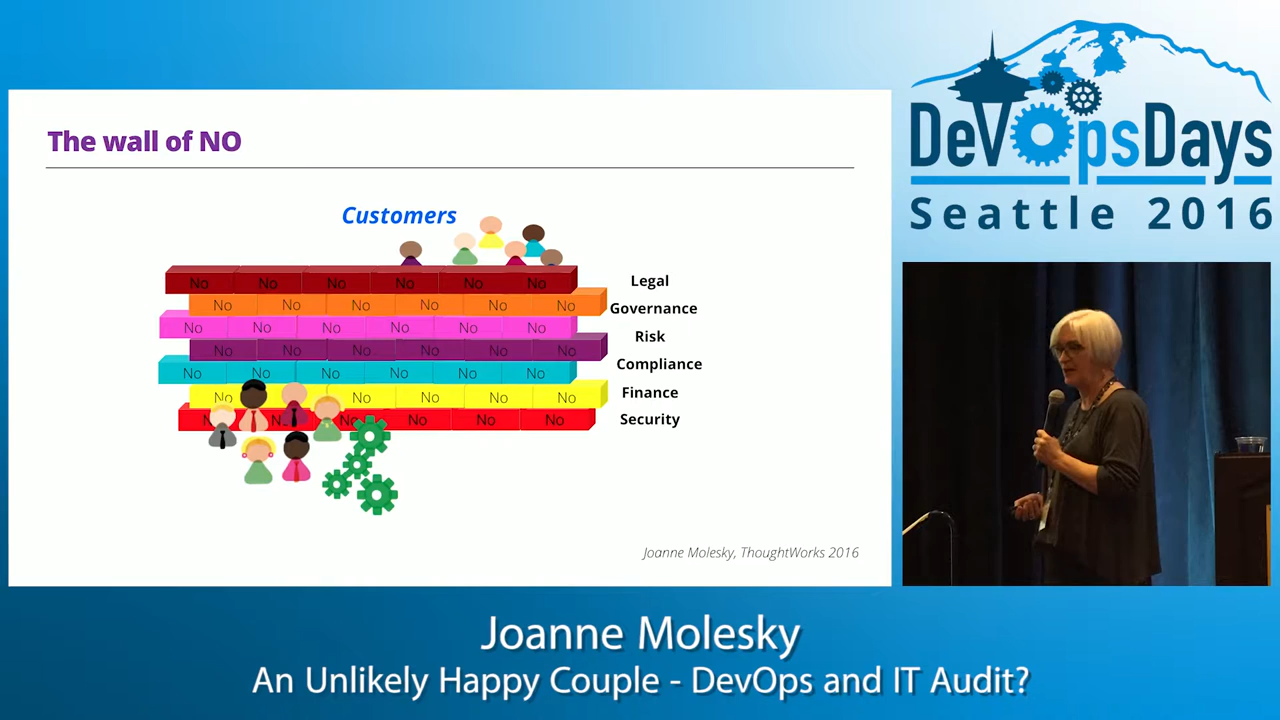 The wall of NO
Customers
No No No No No No
Legal
No No No No No No
Governance
No No No No No No
Risk
No No No No No No
Compliance
No No No No No No
Finance
No No No No No No
Security
No No No No
Joanne Molesky, ThoughtWorks 2016
DevOpsDays
Seattle 2016
Joanne Molesky
An Unlikely Happy Couple - DevOps and IT Audit?